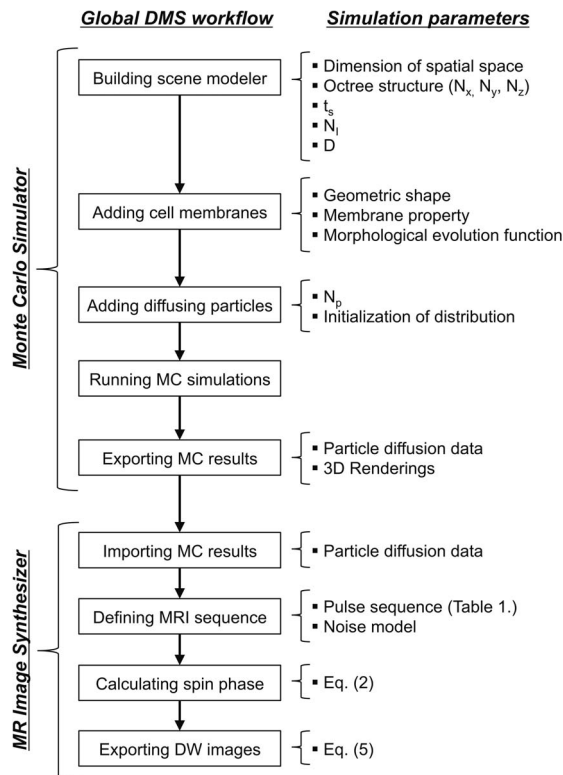 Global DMS workflow
Simulation parameters
Monte Carlo Simulator
Building scene modeler
▪ Dimension of spatial space
▪ Octree structure (Nx, Ny, Nz)
▪ ts
▪ Nl
▪ D
Adding cell membranes
▪ Geometric shape
▪ Membrane property
▪ Morphological evolution function
Adding diffusing particles
▪ Np
▪ Initialization of distribution
Running MC simulations
Exporting MC results
▪ Particle diffusion data
▪ 3D Renderings
MR Image Synthesizer
Importing MC results
▪ Particle diffusion data
Defining MRI sequence
▪ Pulse sequence (Table 1.)
▪ Noise model
Calculating spin phase
▪ Eq. (2)
Exporting DW images
▪ Eq. (5)